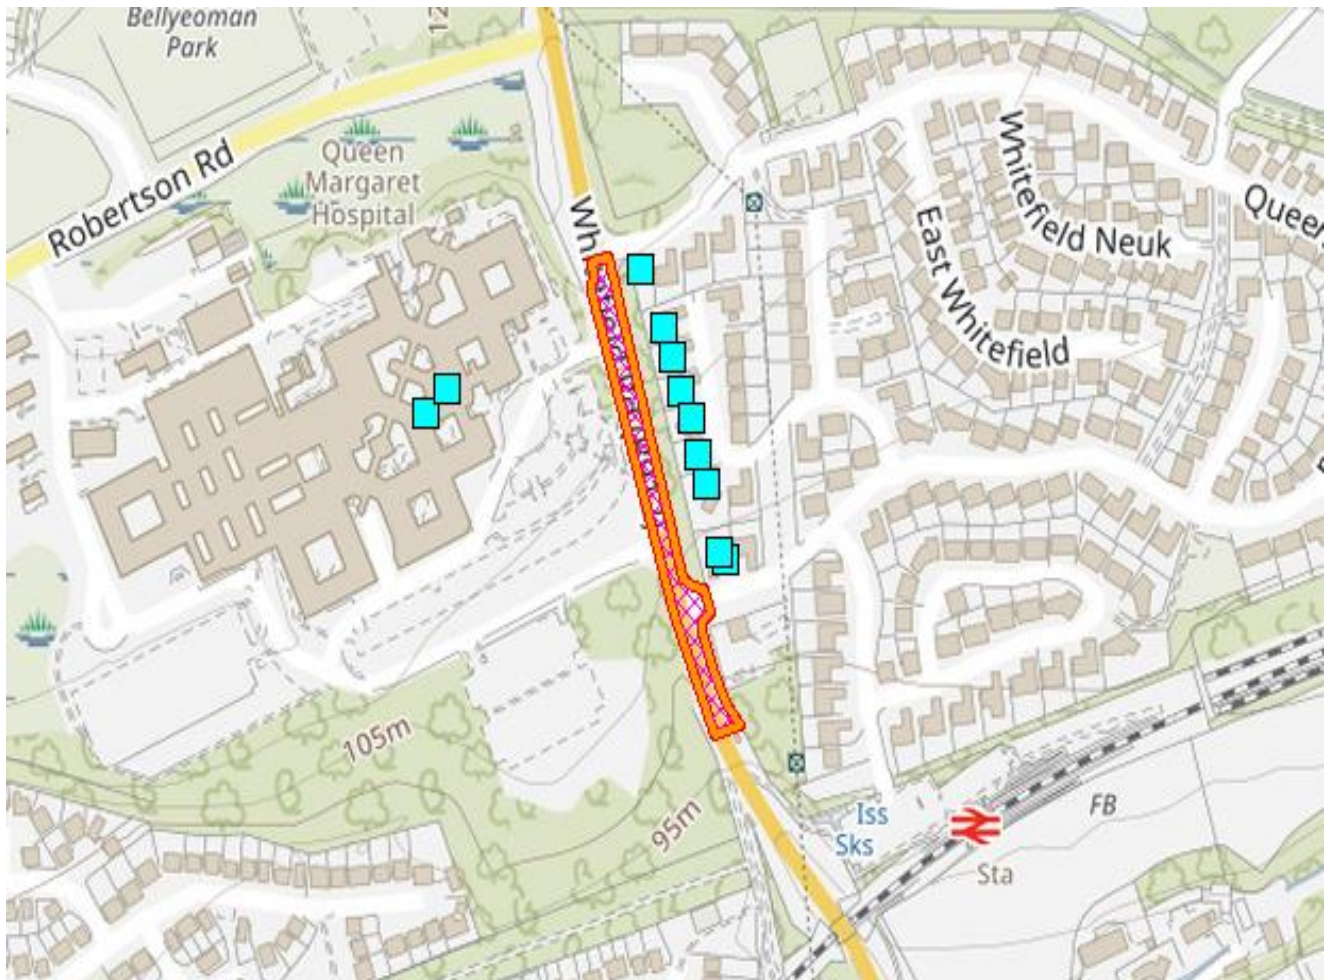 Bellyeoman
Park
12
Robertson Rd
Queen
Margaret
Hospital
Wh
Whitefield Neuk
Queen
East Whitefield
105m
95m
Iss
Sks
FB
Sta